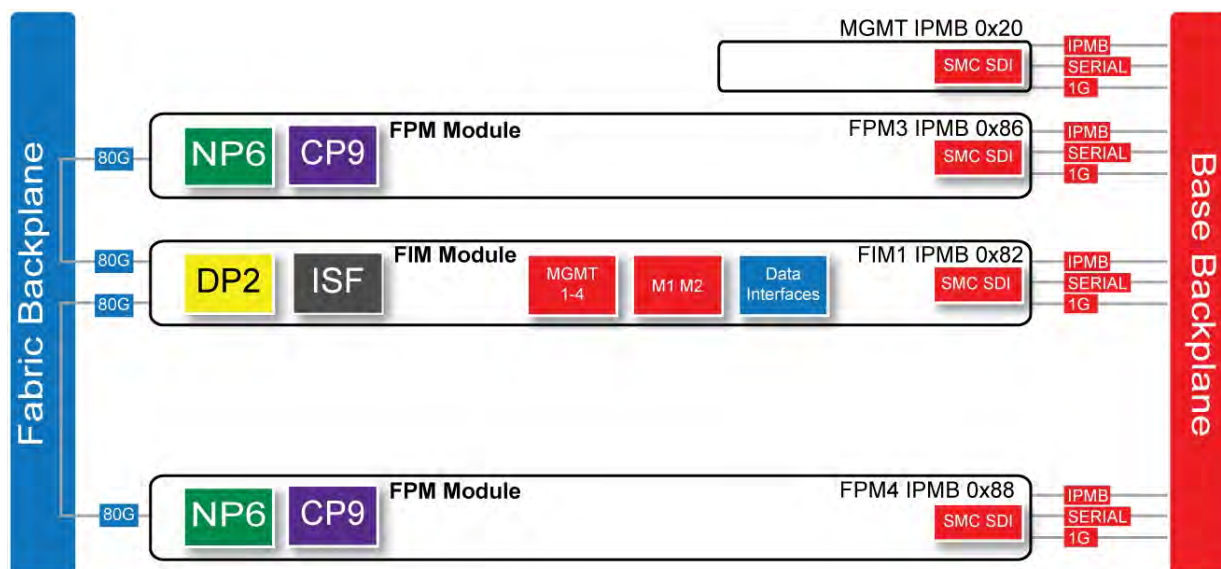 Fabric Backplane
Base Backplane
MGMT IPMB 0x20
SMC SDI
IPMB
SERIAL
1G
80G
FPM Module
NP6
CP9
FPM3 IPMB 0x86
SMC SDI
IPMB
SERIAL
1G
80G
80G
FIM Module
DP2
ISF
MGMT
1-4
M1 M2
Data
Interfaces
FIM1 IPMB 0x82
SMC SDI
IPMB
SERIAL
1G
80G
FPM Module
NP6
CP9
FPM4 IPMB 0x88
SMC SDI
IPMB
SERIAL
1G